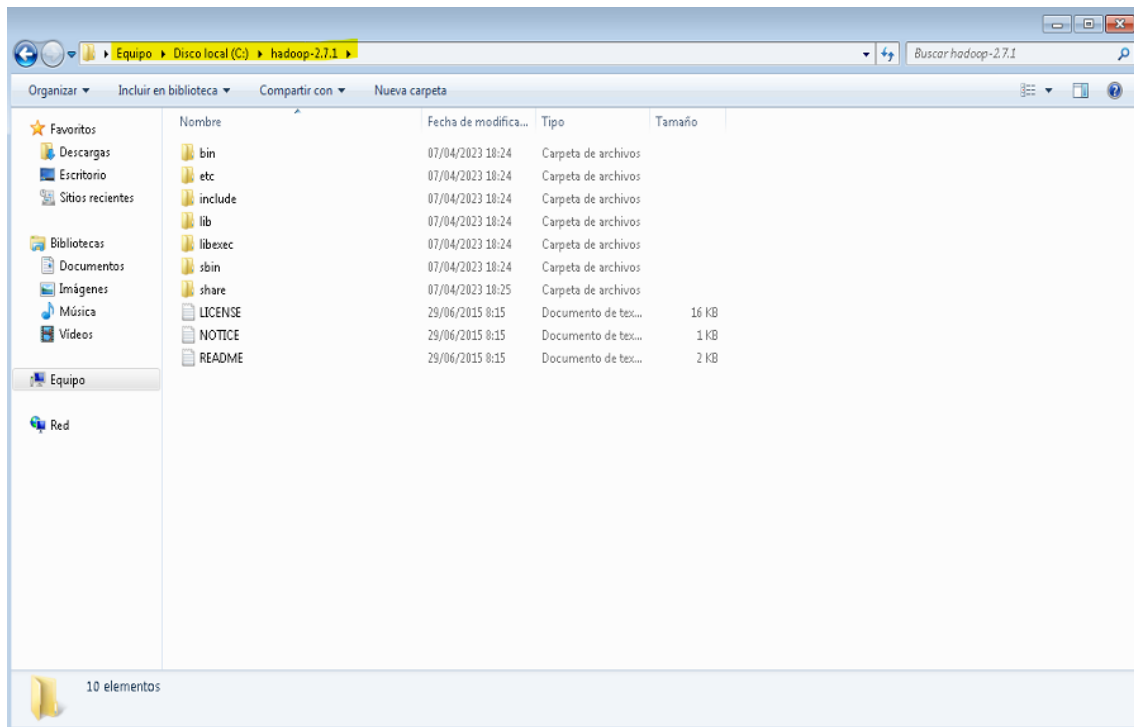 Equipo Disco local (C:) hadoop-2.7.1 Buscar hadoop-2.7.1
Organizar Incluir en biblioteca Compartir con Nueva carpeta
Favoritos
Descargas
Escritorio
Sitios recientes
Bibliotecas
Documentos
Imágenes
Música
Vídeos
Equipo
Red
Nombre Fecha de modifica... Tipo Tamaño
bin 07/04/2023 18:24 Carpeta de archivos
etc 07/04/2023 18:24 Carpeta de archivos
include 07/04/2023 18:24 Carpeta de archivos
lib 07/04/2023 18:24 Carpeta de archivos
libexec 07/04/2023 18:24 Carpeta de archivos
sbin 07/04/2023 18:24 Carpeta de archivos
share 07/04/2023 18:25 Carpeta de archivos
LICENSE 29/06/2015 8:15 Documento de tex... 16 KB
NOTICE 29/06/2015 8:15 Documento de tex... 1 KB
README 29/06/2015 8:15 Documento de tex... 2 KB
10 elementos